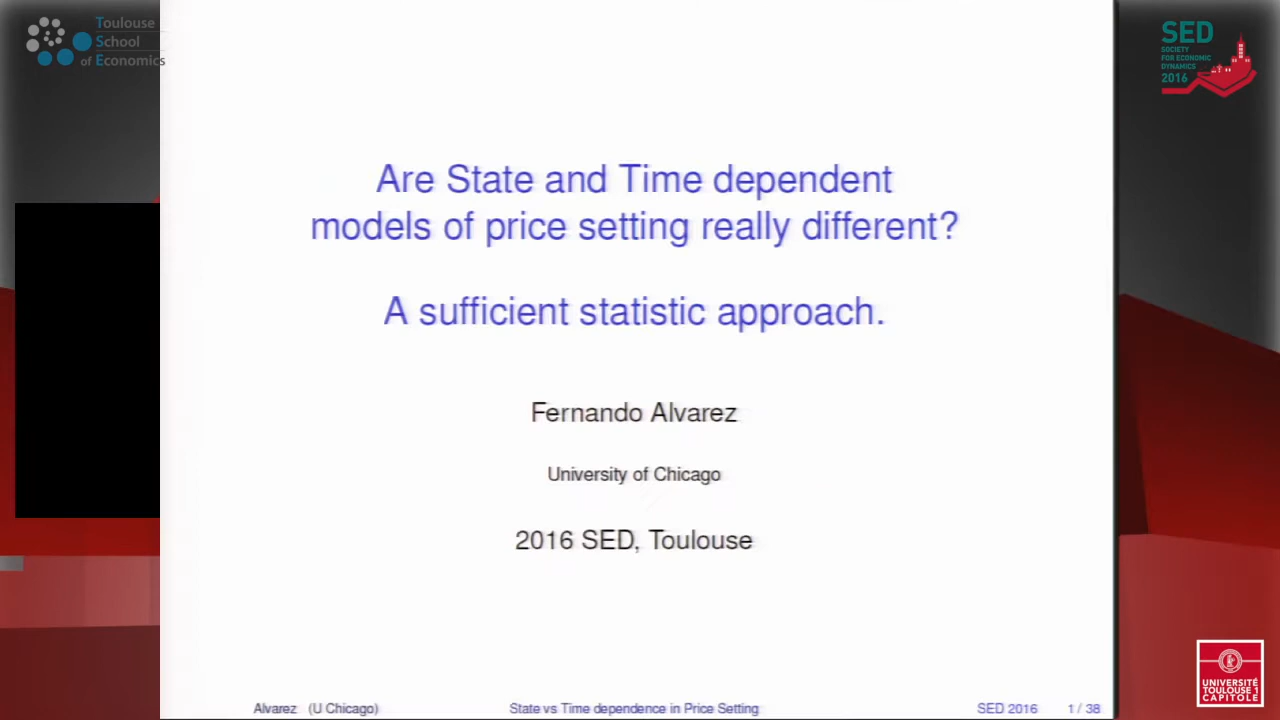 Toulouse
School
of Economics
SED
SOCIETY
FOR ECONOMIC
DYNAMICS
2016
Are State and Time dependent
models of price setting really different?
A sufficient statistic approach.
Fernando Alvarez
University of Chicago
2016 SED, Toulouse
UNIVERSITÉ
TOULOUSE 1
CAPITOLE
Alvarez (U Chicago) State vs Time dependence in Price Setting SED 2016 1 / 38